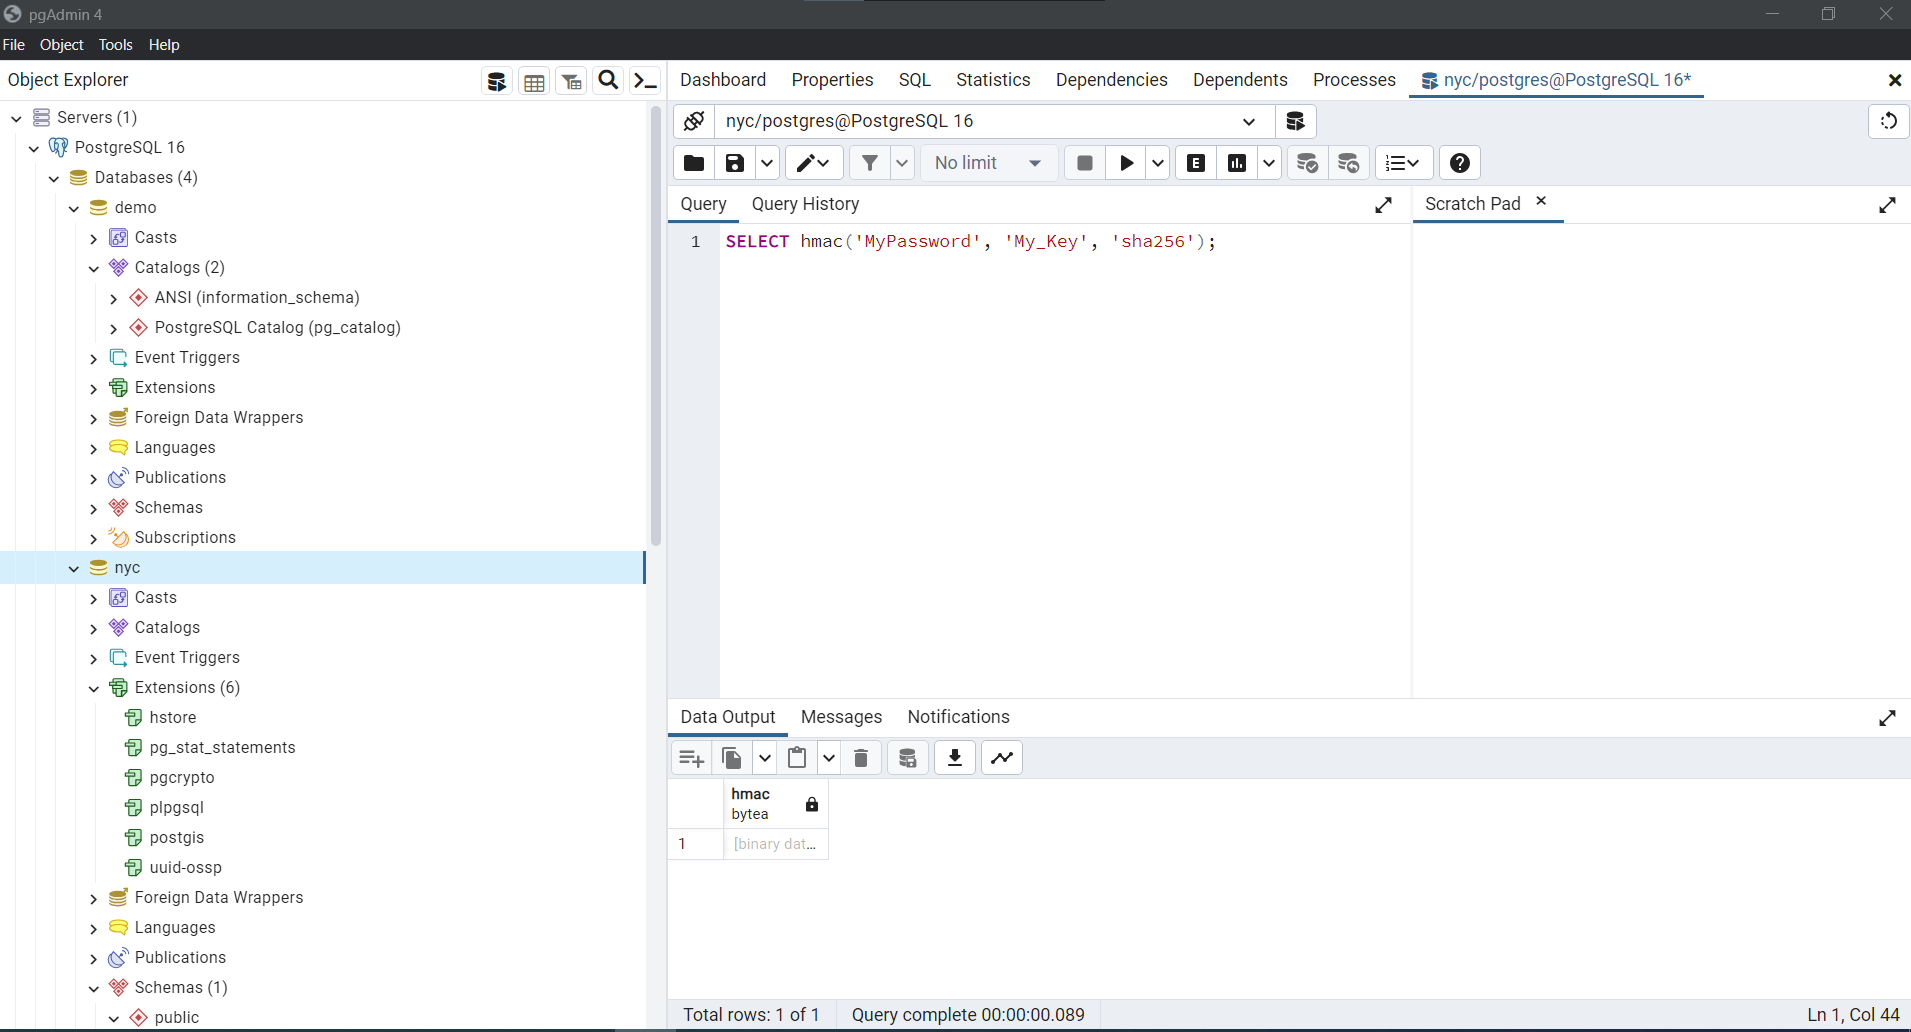 pgAdmin 4
File Object Tools Help
Object Explorer
Servers (1)
PostgreSQL 16
Databases (4)
demo
Casts
Catalogs (2)
ANSI (information_schema)
PostgreSQL Catalog (pg_catalog)
Event Triggers
Extensions
Foreign Data Wrappers
Languages
Publications
Schemas
Subscriptions
nyc
Casts
Catalogs
Event Triggers
Extensions (6)
hstore
pg_stat_statements
pgcrypto
plpgsql
postgis
uuid-ossp
Foreign Data Wrappers
Languages
Publications
Schemas (1)
public
Dashboard Properties SQL Statistics Dependencies Dependents Processes nyc/postgres@PostgreSQL 16*
nyc/postgres@PostgreSQL 16
No limit
E
Query Query History
Scratch Pad
1 SELECT hmac('MyPassword', 'My_Key', 'sha256');
Data Output Messages Notifications
hmac
bytea
1 [binary dat...
Total rows: 1 of 1 Query complete 00:00:00.089 Ln 1, Col 44